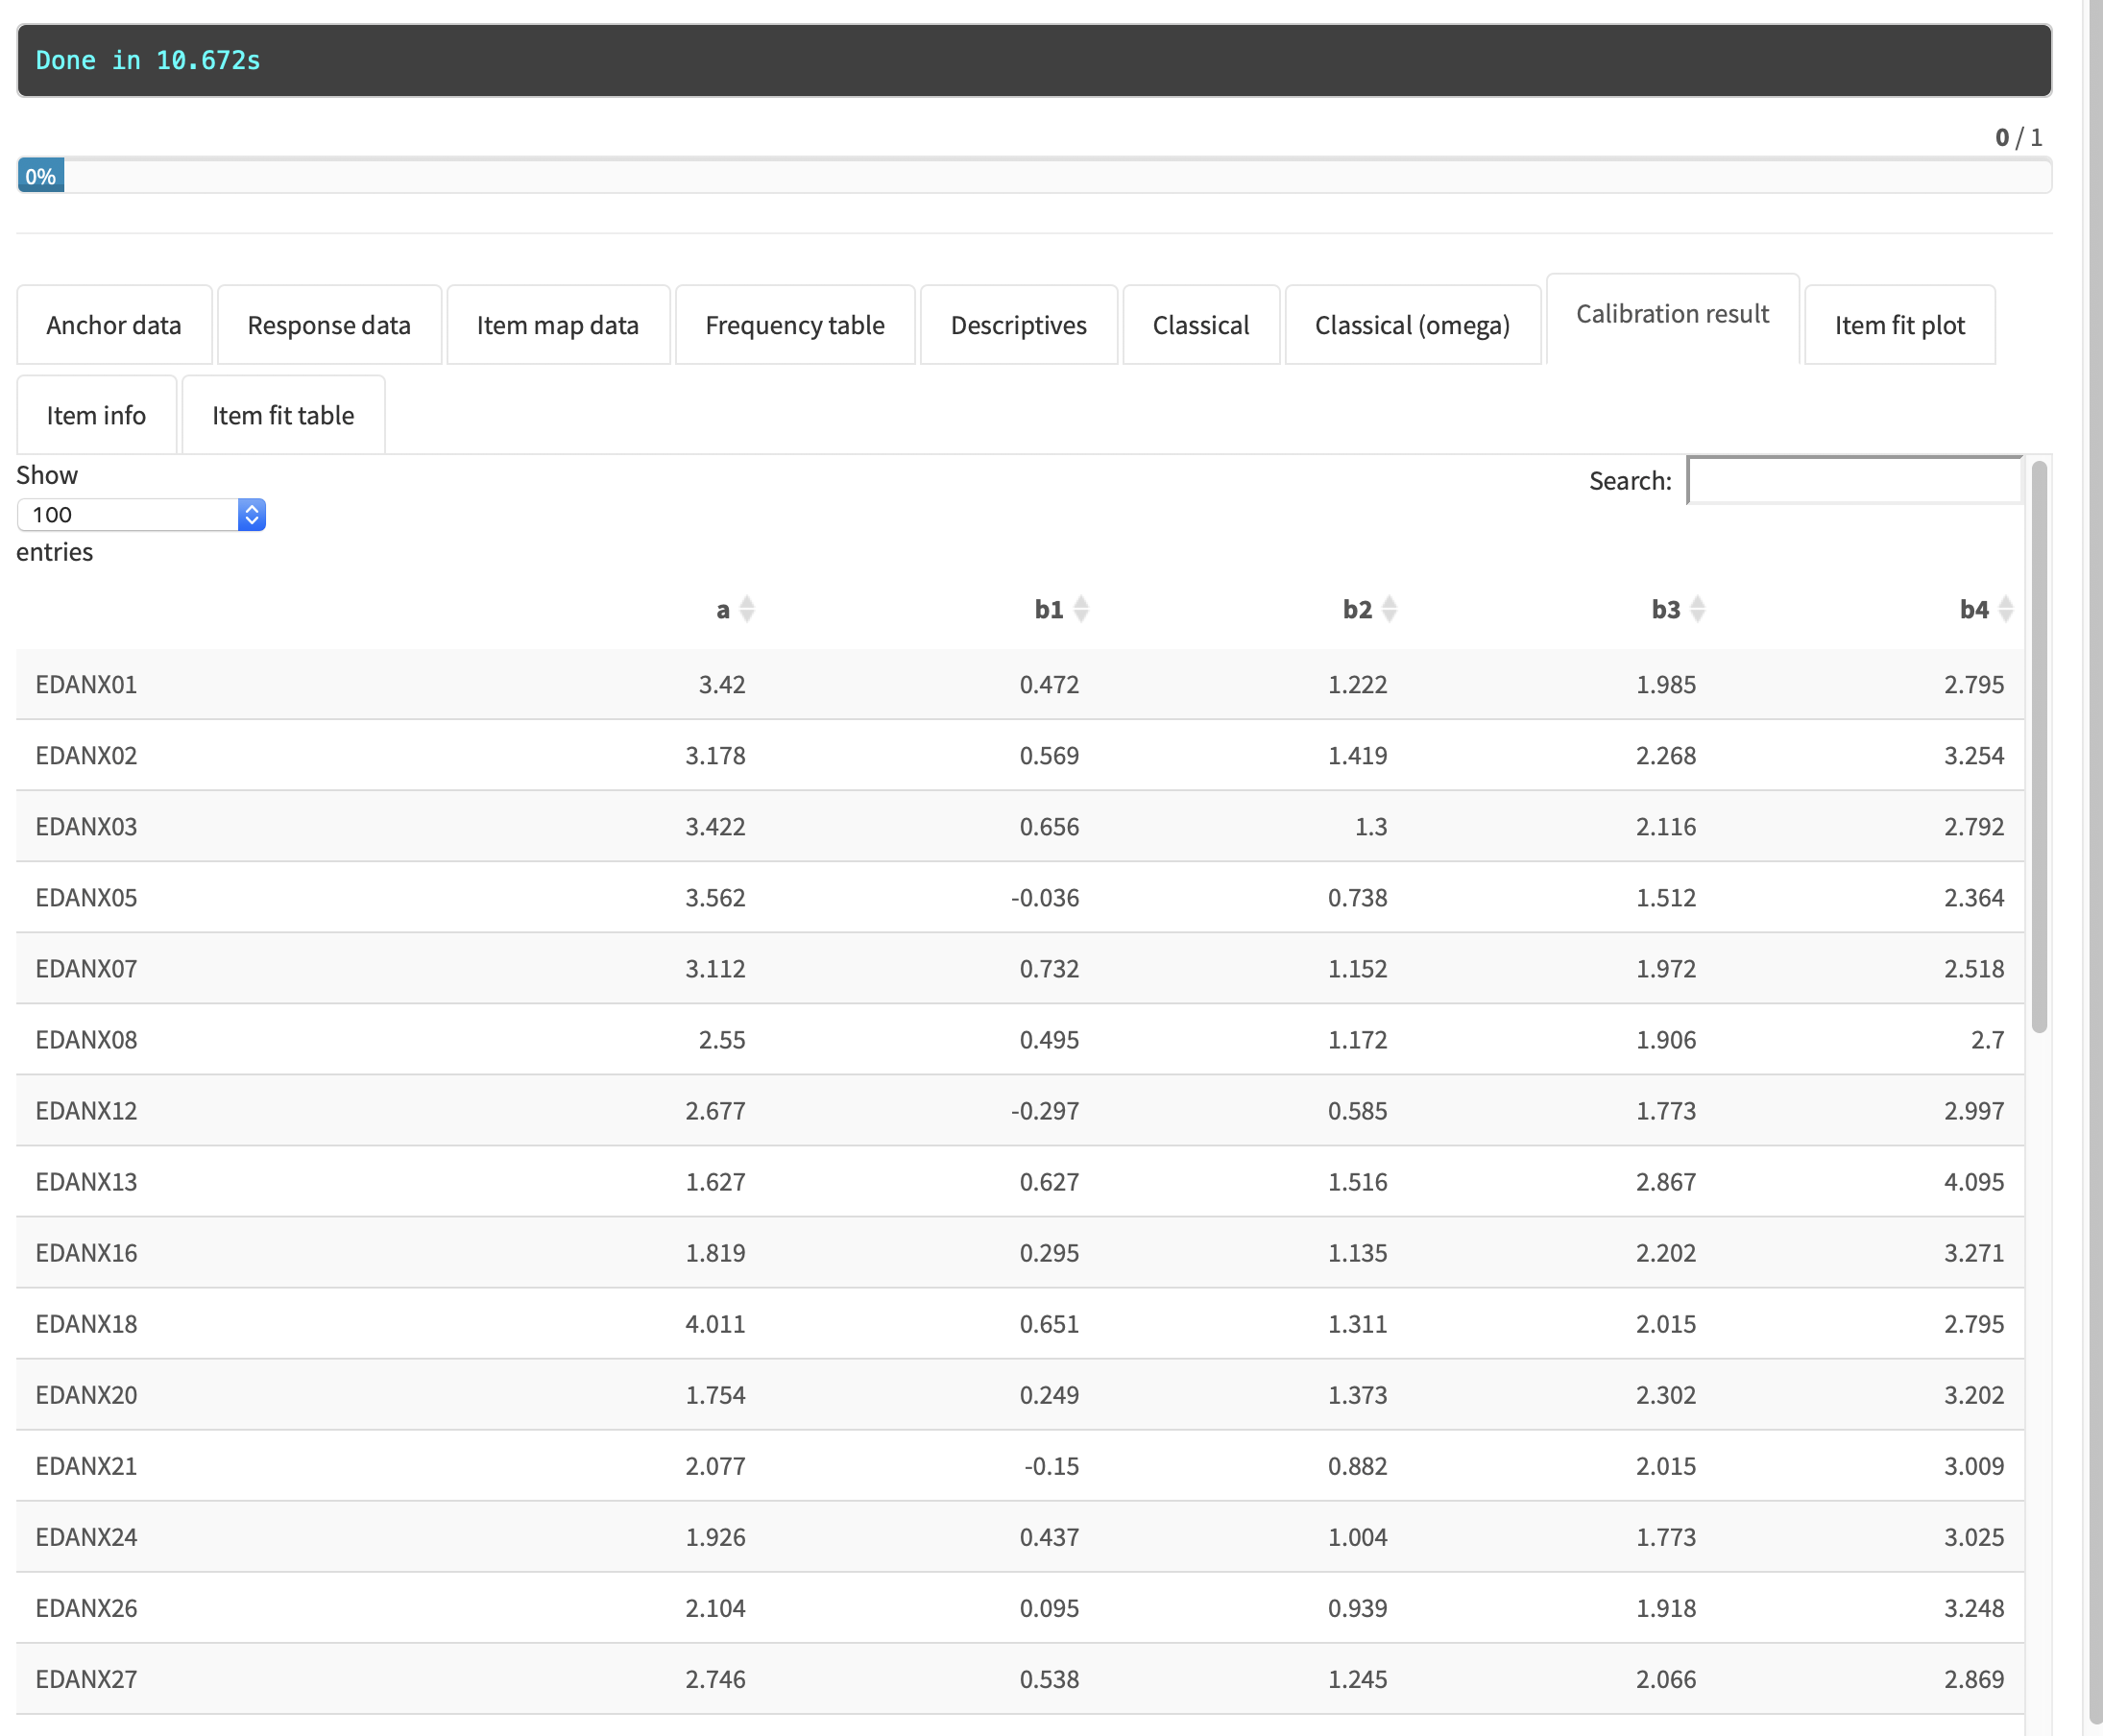 Done in 10.672s
0 / 1
0%
Anchor data Response data Item map data Frequency table Descriptives Classical Classical (omega) Calibration result Item fit plot
Item info Item fit table
Show
100
entries
Search:
a b1 b2 b3 b4
EDANX01 3.42 0.472 1.222 1.985 2.795
EDANX02 3.178 0.569 1.419 2.268 3.254
EDANX03 3.422 0.656 1.3 2.116 2.792
EDANX05 3.562 -0.036 0.738 1.512 2.364
EDANX07 3.112 0.732 1.152 1.972 2.518
EDANX08 2.55 0.495 1.172 1.906 2.7
EDANX12 2.677 -0.297 0.585 1.773 2.997
EDANX13 1.627 0.627 1.516 2.867 4.095
EDANX16 1.819 0.295 1.135 2.202 3.271
EDANX18 4.011 0.651 1.311 2.015 2.795
EDANX20 1.754 0.249 1.373 2.302 3.202
EDANX21 2.077 -0.15 0.882 2.015 3.009
EDANX24 1.926 0.437 1.004 1.773 3.025
EDANX26 2.104 0.095 0.939 1.918 3.248
EDANX27 2.746 0.538 1.245 2.066 2.869